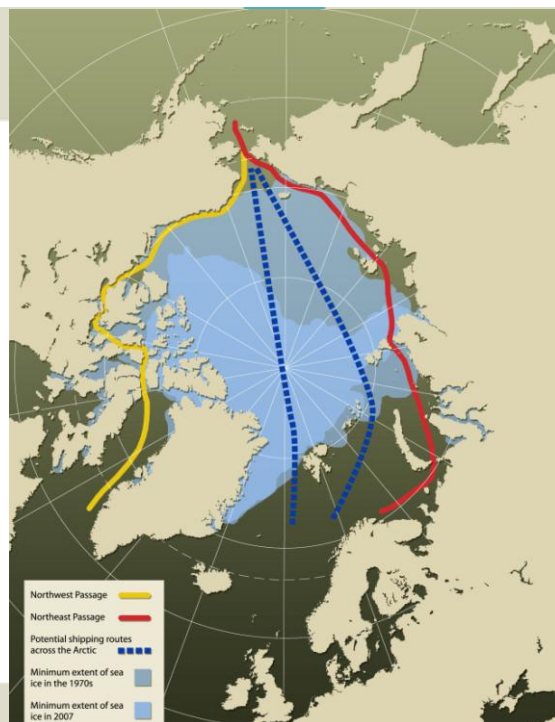 Northwest Passage
Northeast Passage
Potential shipping routes
across the Arctic
Minimum extent of sea
ice in the 1970s
Minimum extent of sea
ice in 2007